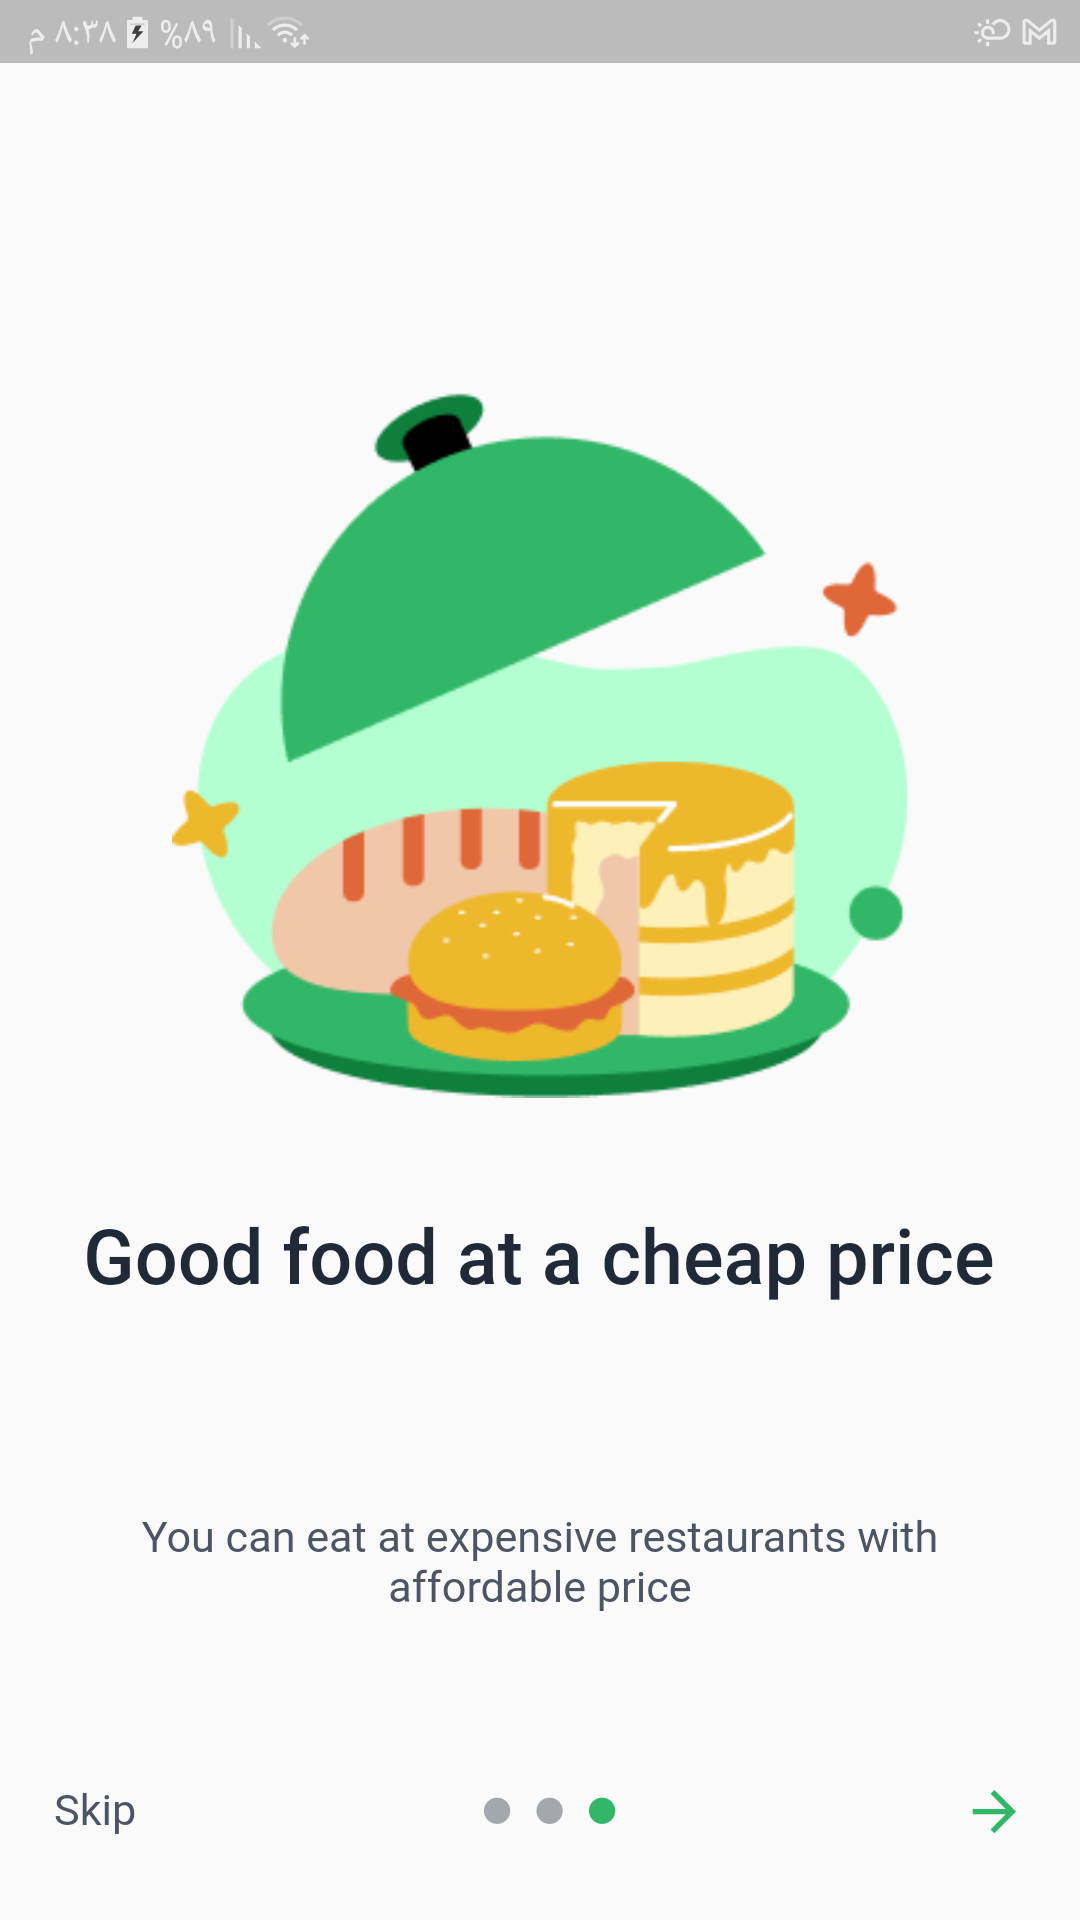 م ٨:٣٨ %٨٩
Good food at a cheap price
You can eat at expensive restaurants with
affordable price
Skip